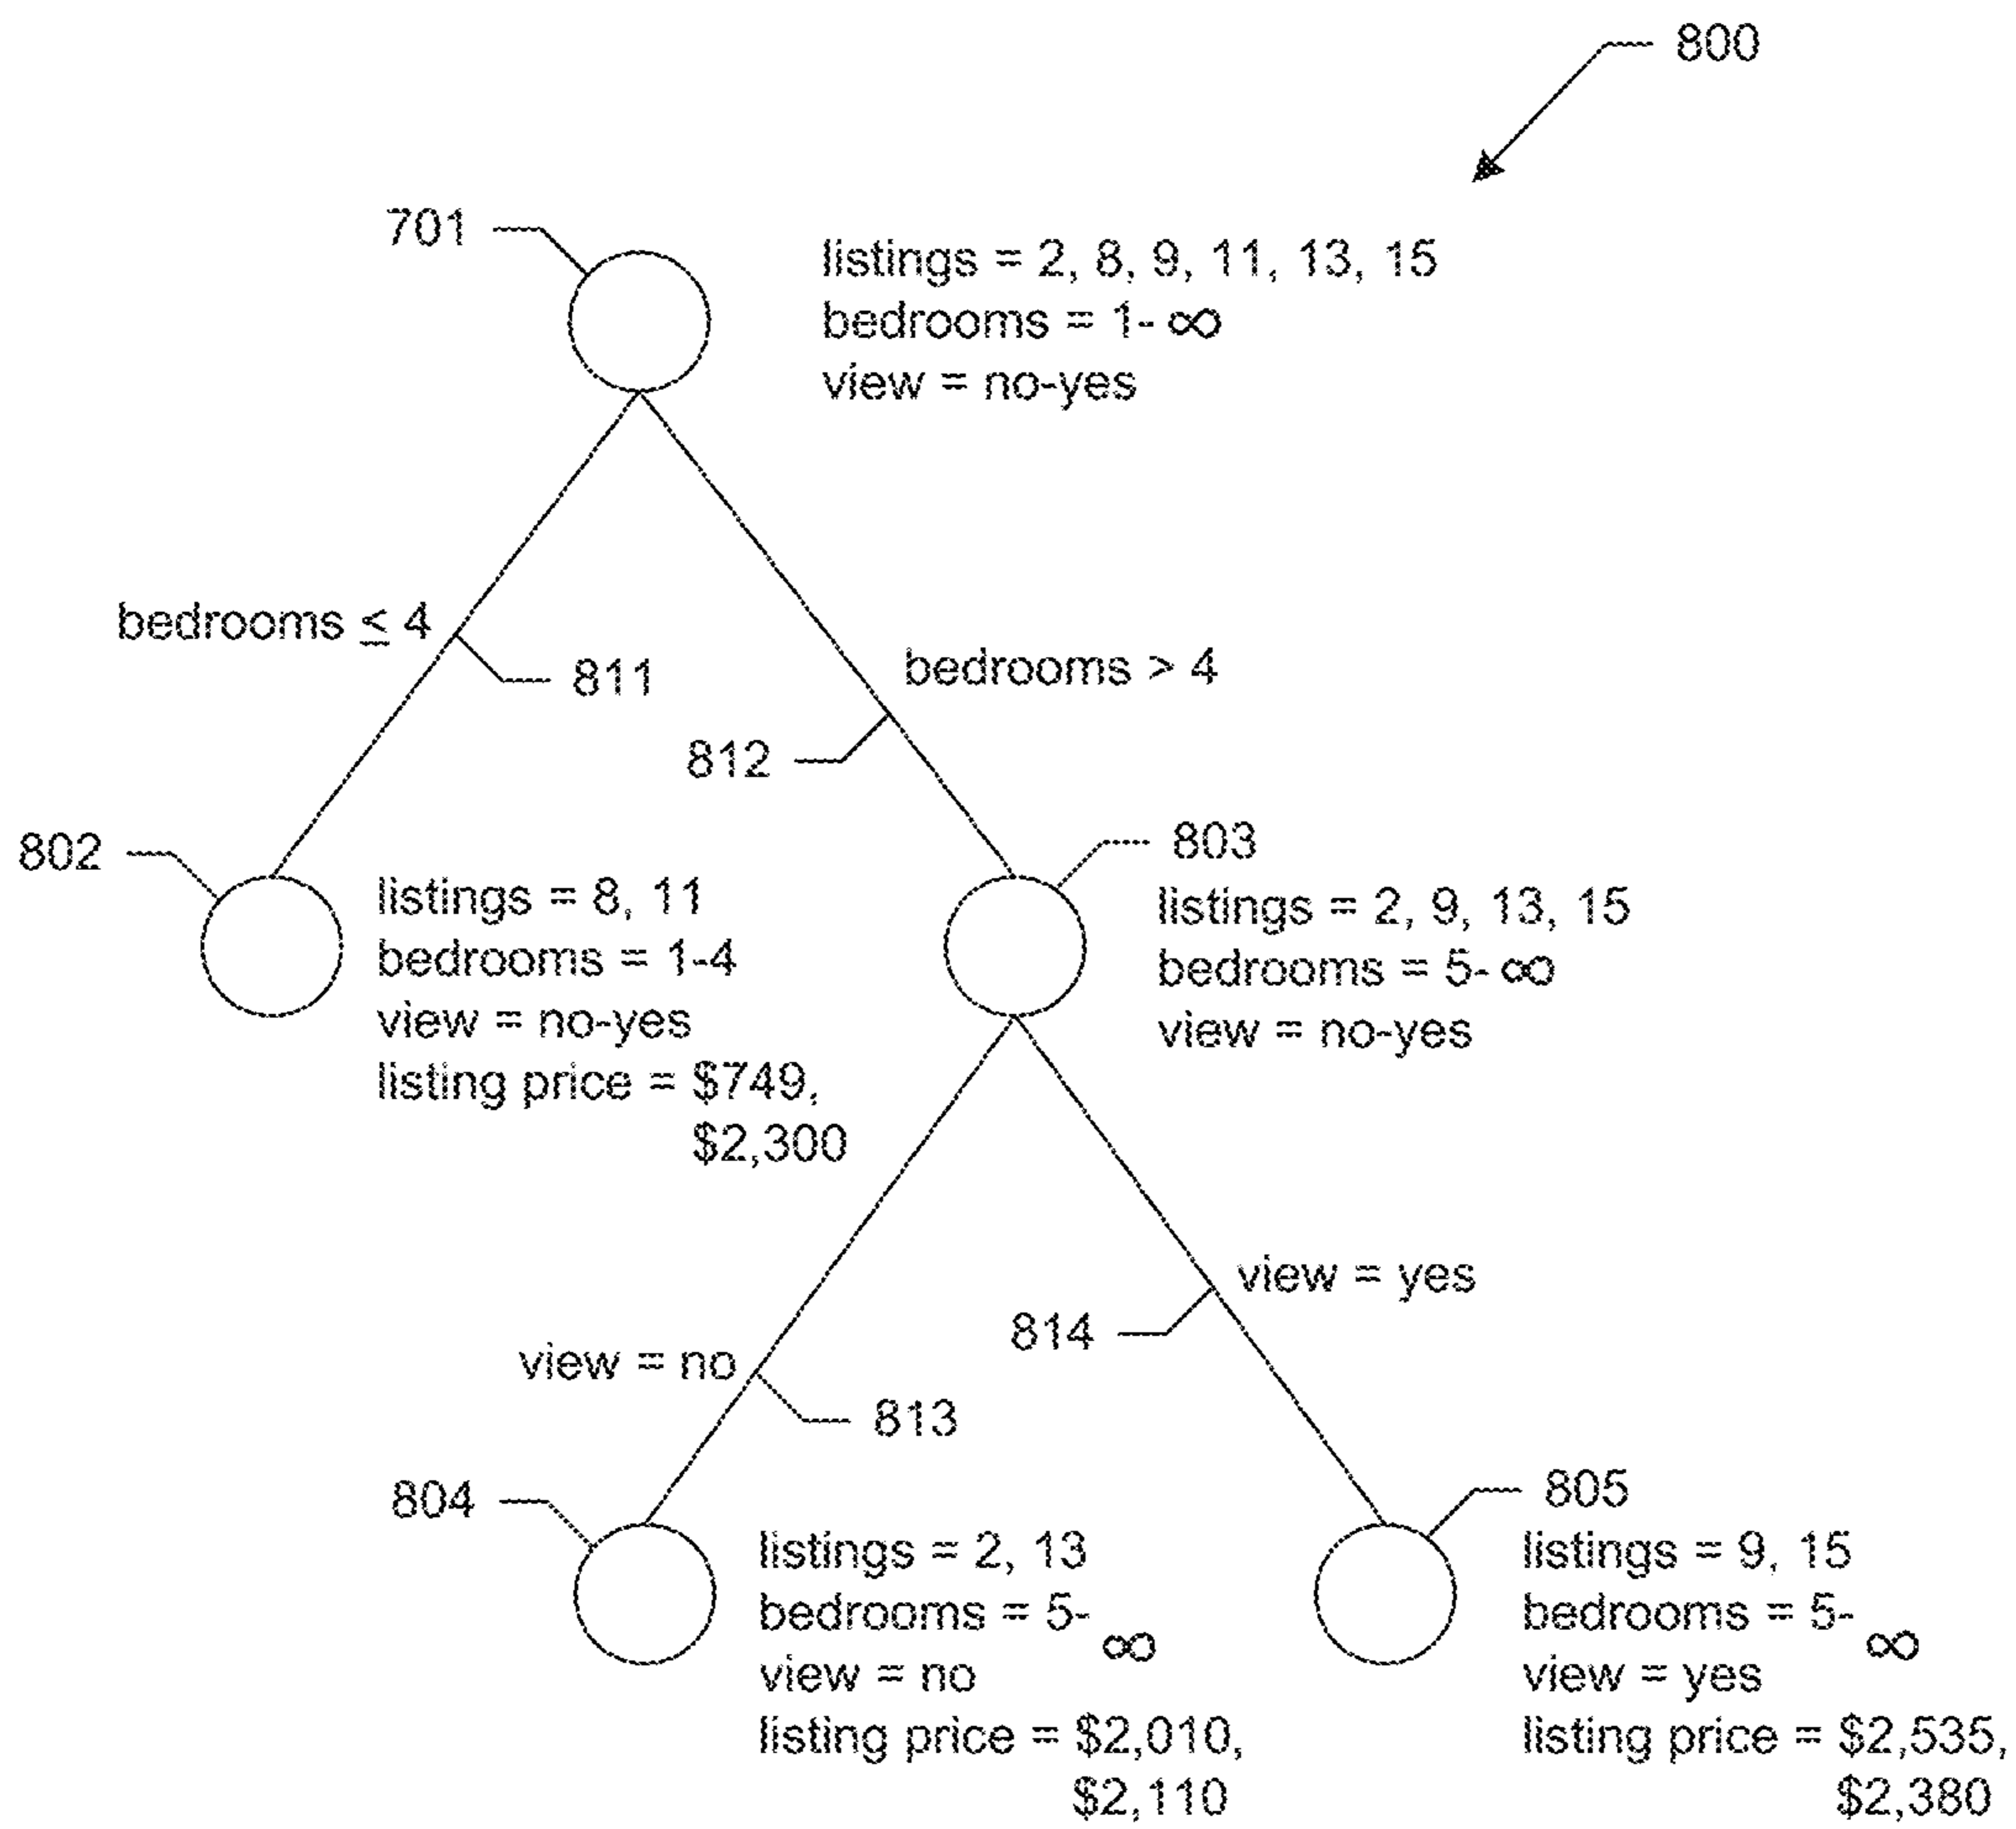 800
701
listings = 2, 8, 9, 11, 13, 15
bedrooms = 1-∞
view = no-yes
bedrooms ≤ 4
811
bedrooms > 4
812
802
listings = 8, 11
bedrooms = 1-4
view = no-yes
listing price = $749,
$2,300
803
listings = 2, 9, 13, 15
bedrooms = 5-∞
view = no-yes
view = yes
814
view = no
813
804
listings = 2, 13
bedrooms = 5-∞
view = no
listing price = $2,010,
$2,110
805
listings = 9, 15
bedrooms = 5-∞
view = yes
listing price = $2,535,
$2,380